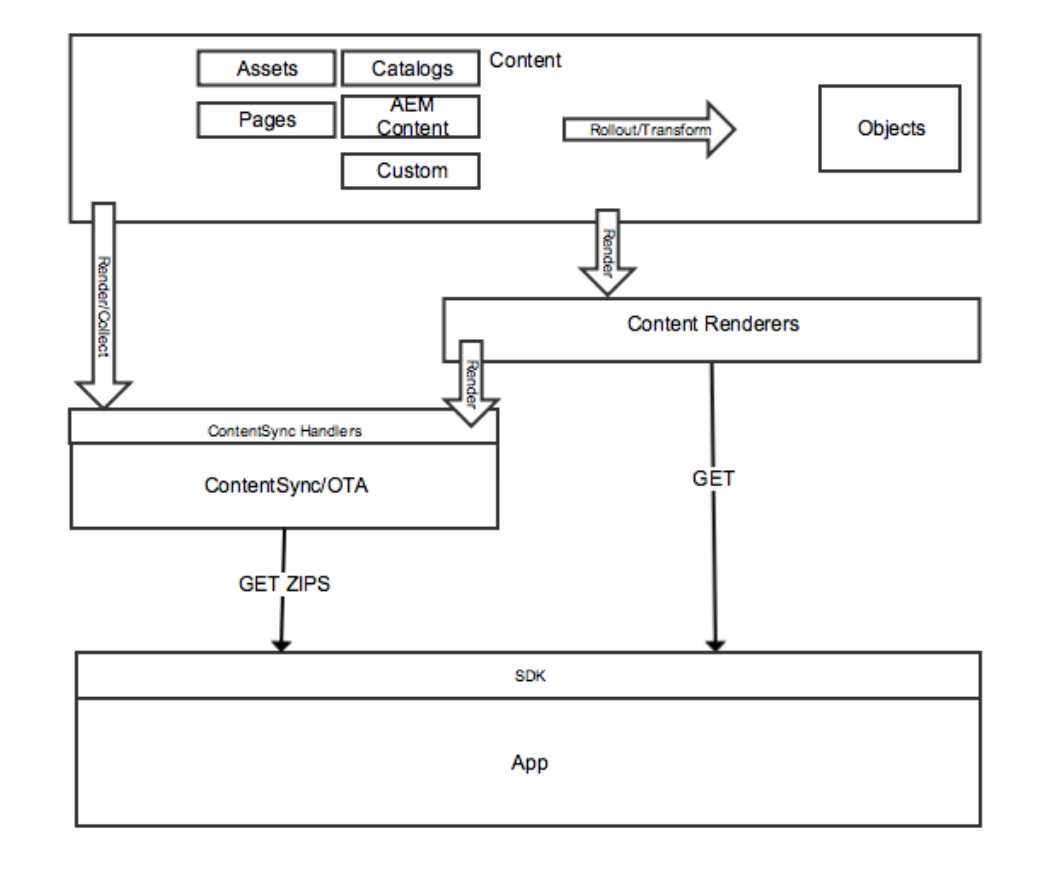 Content
Assets
Catalogs
Pages
AEM
Content
Custom
Rollout/Transform
Objects
Render/Collect
Render
Content Renderers
Render
ContentSync Handlers
ContentSync/OTA
GET
GET ZIPS
SDK
App